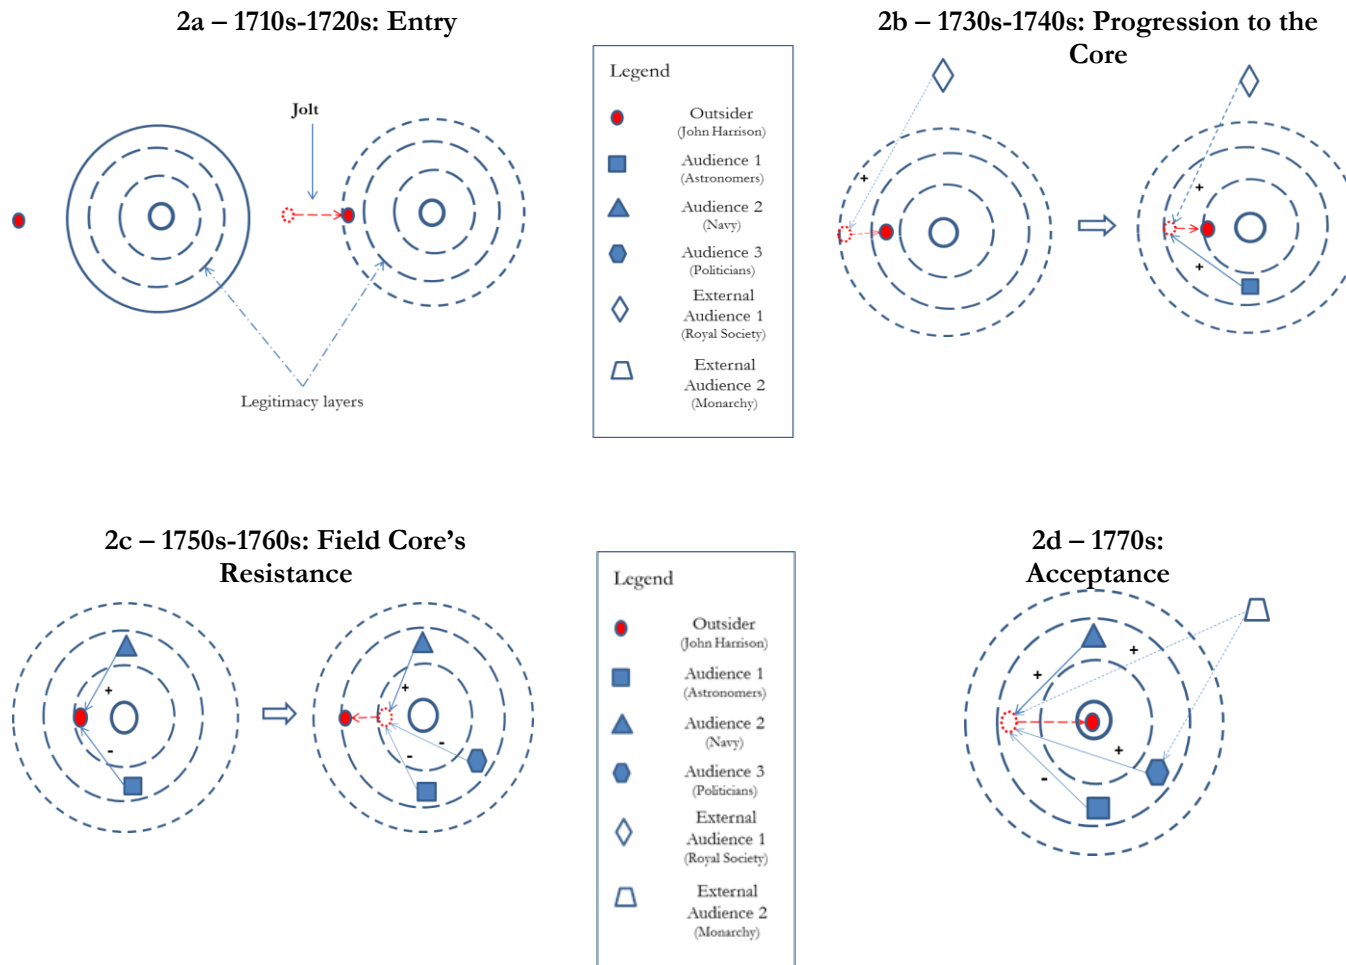 2a – 1710s-1720s: Entry
Jolt
Legitimacy layers
Legend
Outsider
(John Harrison)
Audience 1
(Astronomers)
Audience 2
(Navy)
Audience 3
(Politicians)
External
Audience 1
(Royal Society)
External
Audience 2
(Monarchy)
2b – 1730s-1740s: Progression to the
Core
+
+
+
2c – 1750s-1760s: Field Core’s
Resistance
+
-
+
-
-
Legend
Outsider
(John Harrison)
Audience 1
(Astronomers)
Audience 2
(Navy)
Audience 3
(Politicians)
External
Audience 1
(Royal Society)
External
Audience 2
(Monarchy)
2d – 1770s:
Acceptance
+
+
+
-